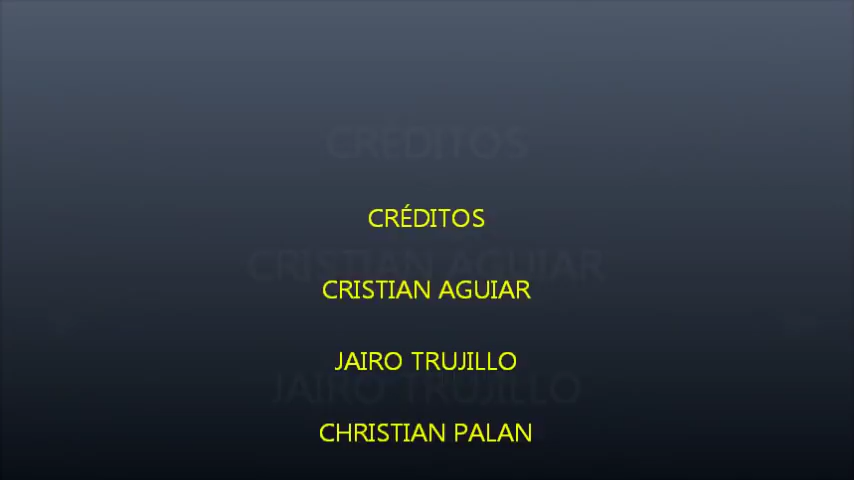 CRÉDITOS
CRISTIAN AGUIAR
JAIRO TRUJILLO
CHRISTIAN PALAN